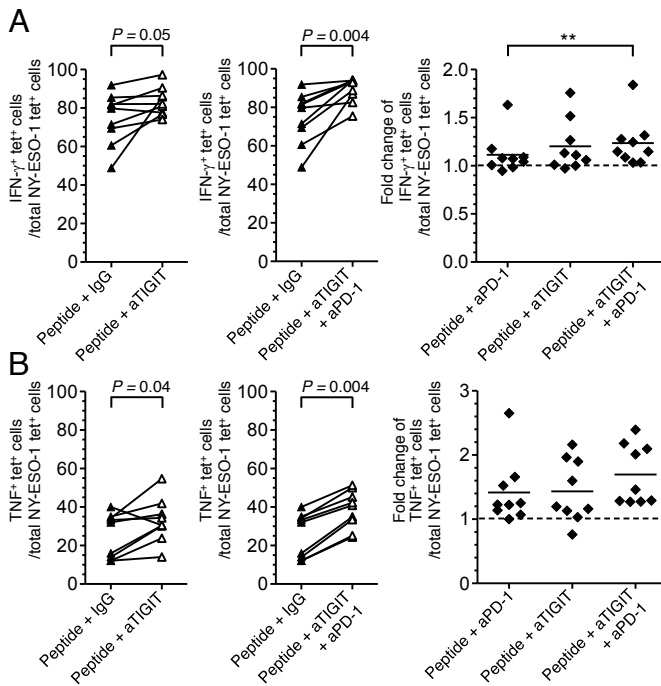 A
P = 0.05
P = 0.004
**
IFN-γ⁺ tet⁺ cells
/total NY-ESO-1 tet⁺ cells
100
80
60
40
20
0
Peptide + IgG
Peptide + aTIGIT
IFN-γ⁺ tet⁺ cells
/total NY-ESO-1 tet⁺ cells
100
80
60
40
20
0
Peptide + IgG
Peptide + aTIGIT
+ aPD-1
Fold change of
IFN-γ⁺ tet⁺ cells
/total NY-ESO-1 tet⁺ cells
2.0
1.5
1.0
0.5
0.0
Peptide + aPD-1
Peptide + aTIGIT
Peptide + aTIGIT
+ aPD-1
B
P = 0.04
P = 0.004
TNF⁺ tet⁺ cells
/total NY-ESO-1 tet⁺ cells
100
80
60
40
20
0
Peptide + IgG
Peptide + aTIGIT
TNF⁺ tet⁺ cells
/total NY-ESO-1 tet⁺ cells
100
80
60
40
20
0
Peptide + IgG
Peptide + aTIGIT
+ aPD-1
Fold change of
TNF⁺ tet⁺ cells
/total NY-ESO-1 tet⁺ cells
3
2
1
0
Peptide + aPD-1
Peptide + aTIGIT
Peptide + aTIGIT
+ aPD-1